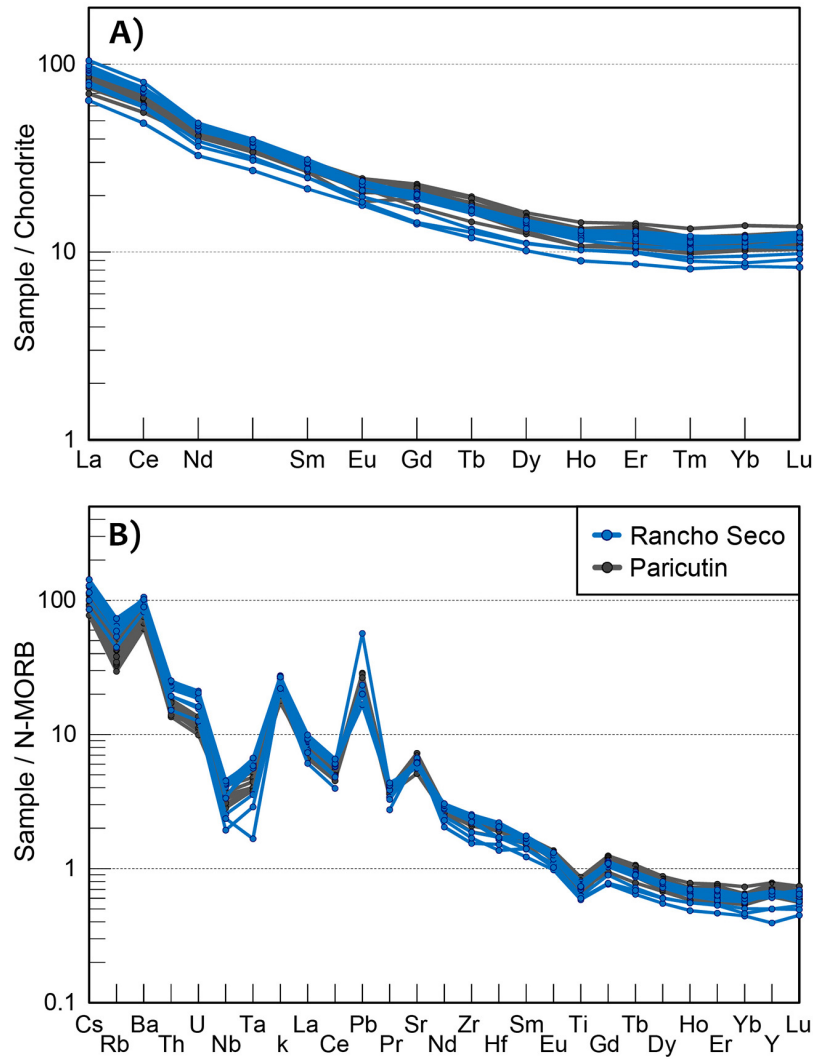 A)
Sample / Chondrite
100
10
1
La Ce Nd Sm Eu Gd Tb Dy Ho Er Tm Yb Lu
B)
Rancho Seco
Paricutin
Sample / N-MORB
100
10
1
0.1
Cs Ba U Ta La Pb Sr Zr Sm Ti Tb Ho Yb Lu
Rb Th Nb k Ce Pr Nd Hf Eu Gd Dy Er Y